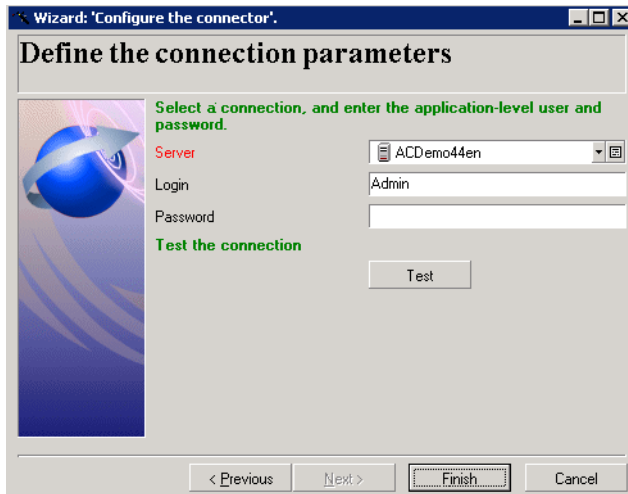 Wizard: 'Configure the connector'.
Define the connection parameters
Select a connection, and enter the application-level user and
password.
Server
ACDemo44en
Login
Admin
Password
Test the connection
Test
< Previous
Next >
Finish
Cancel